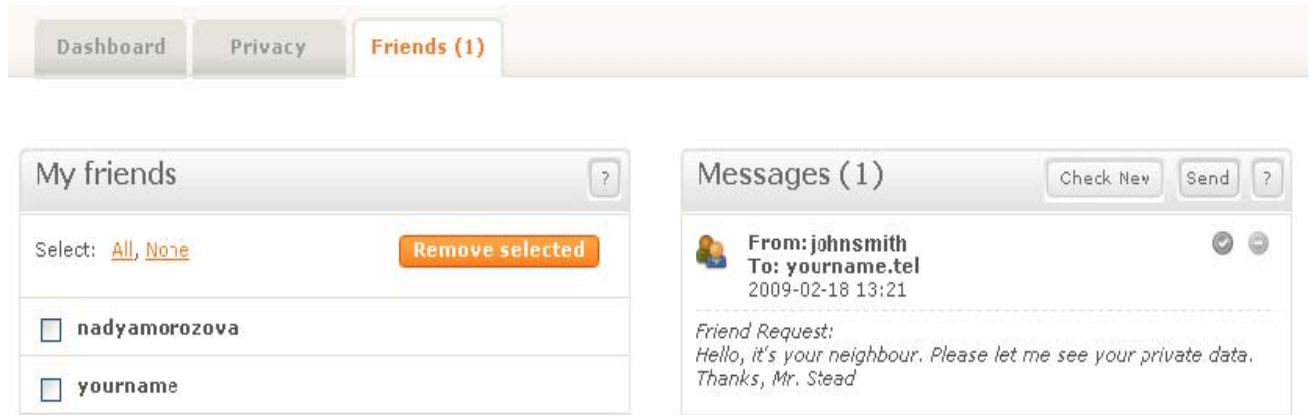 Dashboard Privacy Friends (1)
My friends ?
Select: All, None Remove selected
nadyamorozova
yourname
Messages (1) Check New Send ?
From: johnsmith
To: yourname.tel
2009-02-18 13:21
Friend Request:
Hello, it's your neighbour. Please let me see your private data.
Thanks, Mr. Stead